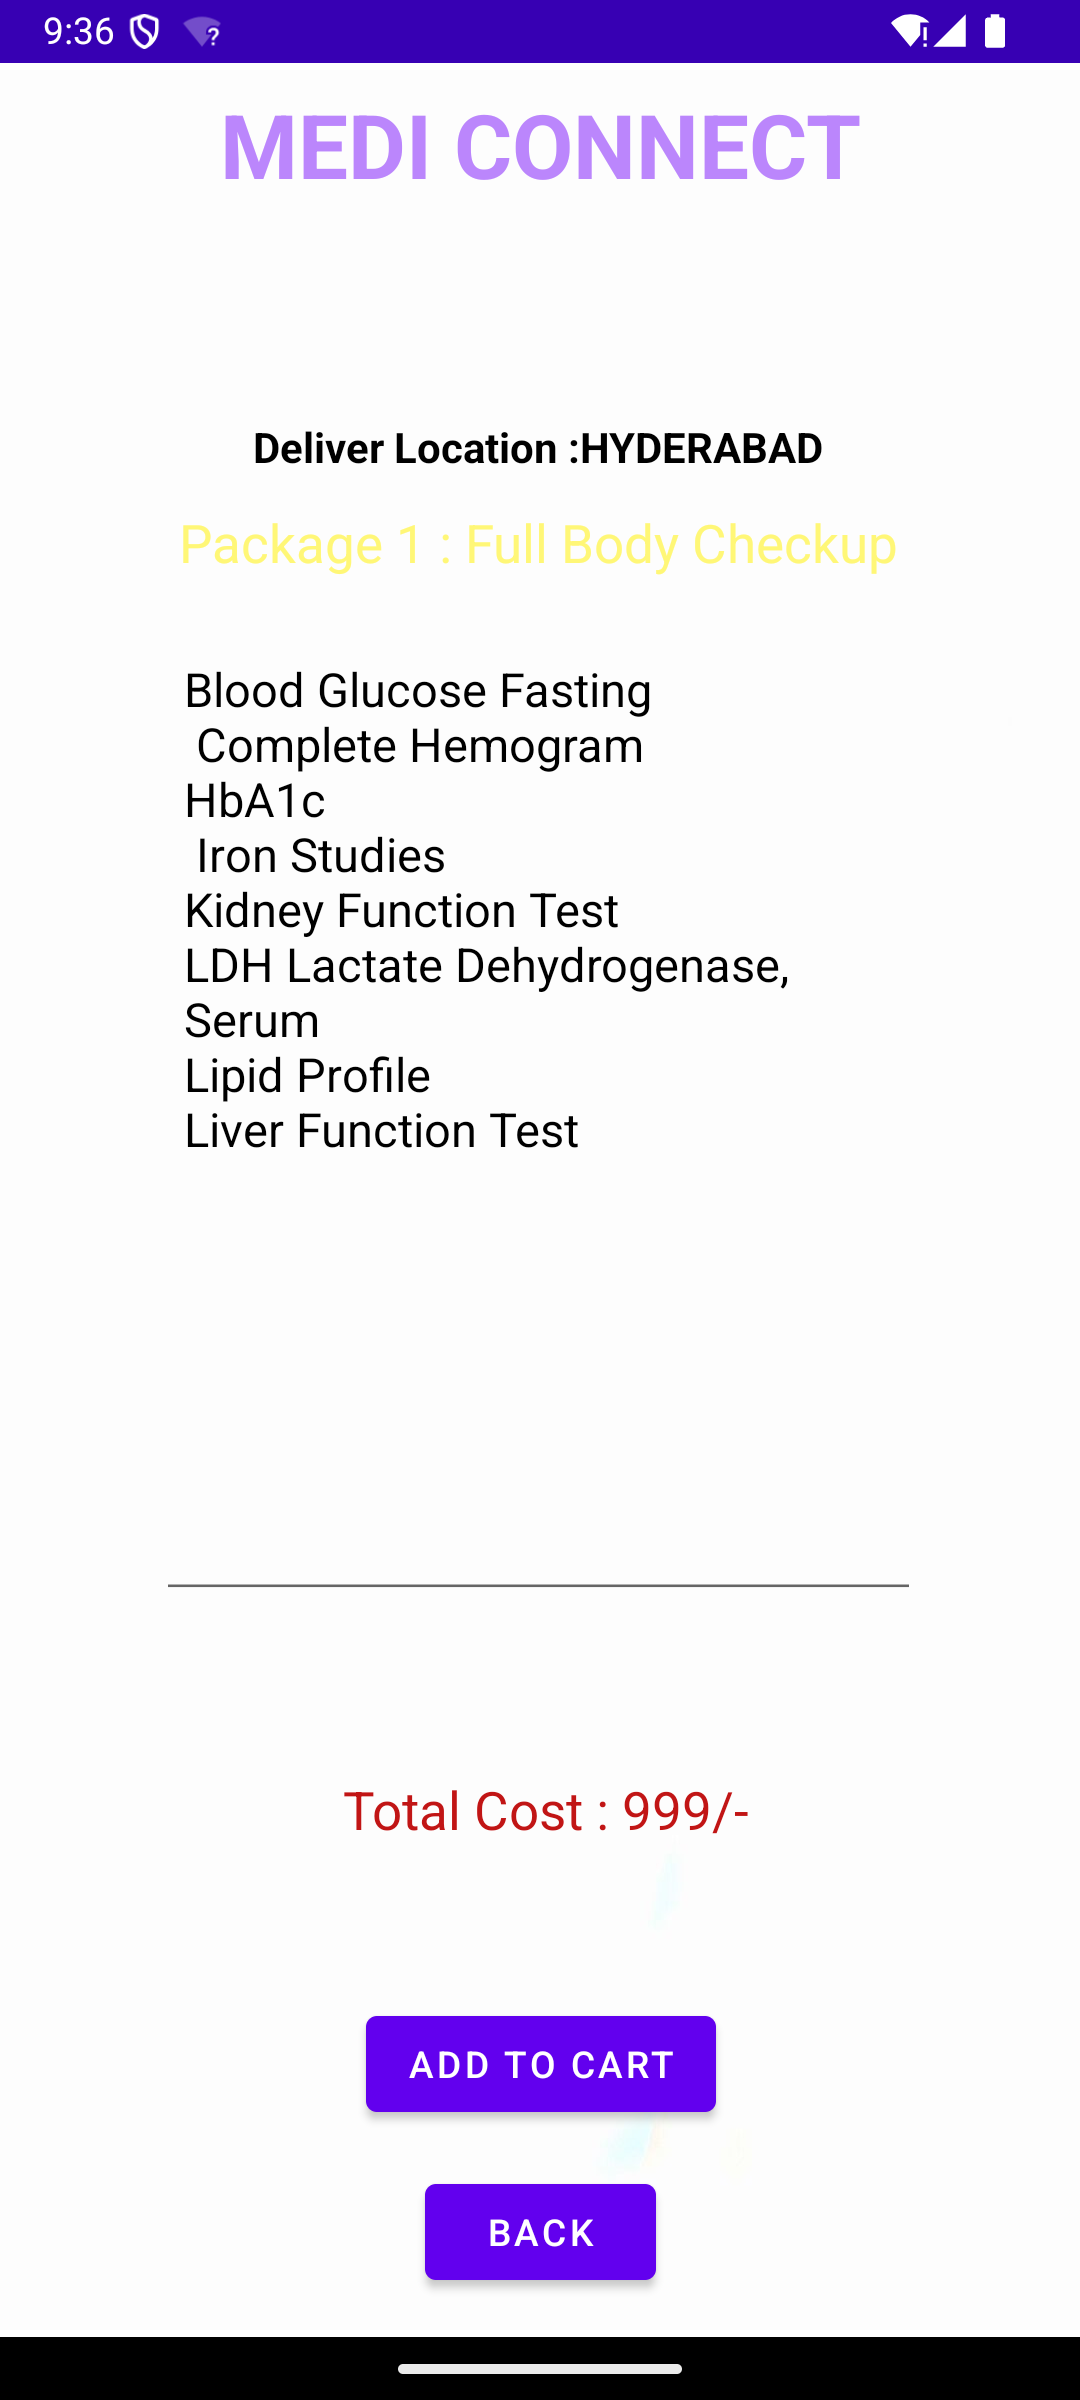 9:36
MEDI CONNECT
Deliver Location :HYDERABAD
Package 1 : Full Body Checkup
Blood Glucose Fasting
Complete Hemogram
HbA1c
Iron Studies
Kidney Function Test
LDH Lactate Dehydrogenase,
Serum
Lipid Profile
Liver Function Test
Total Cost : 999/-
ADD TO CART
BACK